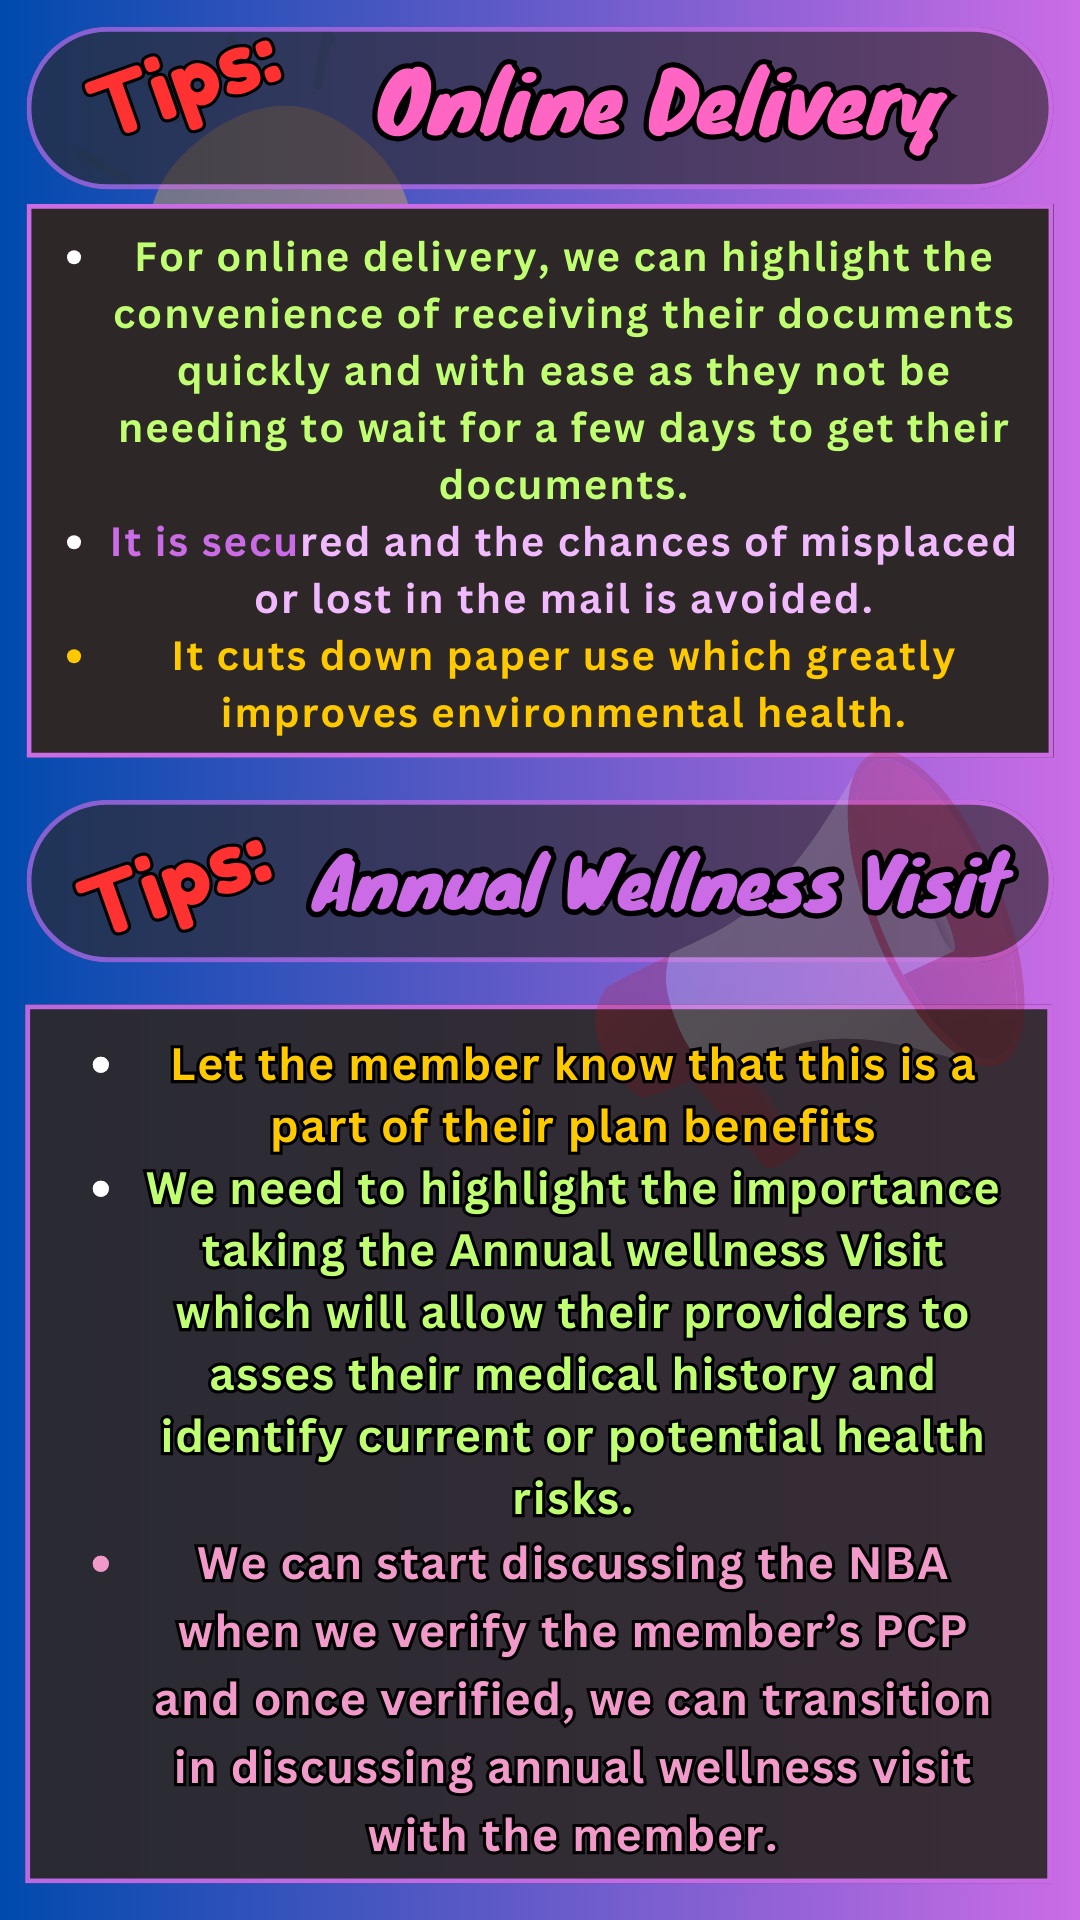 Tips: Online Delivery
• For online delivery, we can highlight the
convenience of receiving their documents
quickly and with ease as they not be
needing to wait for a few days to get their
documents.
• It is secured and the chances of misplaced
or lost in the mail is avoided.
• It cuts down paper use which greatly
improves environmental health.
Tips: Annual Wellness Visit
• Let the member know that this is a
part of their plan benefits
• We need to highlight the importance
taking the Annual wellness Visit
which will allow their providers to
asses their medical history and
identify current or potential health
risks.
• We can start discussing the NBA
when we verify the member’s PCP
and once verified, we can transition
in discussing annual wellness visit
with the member.